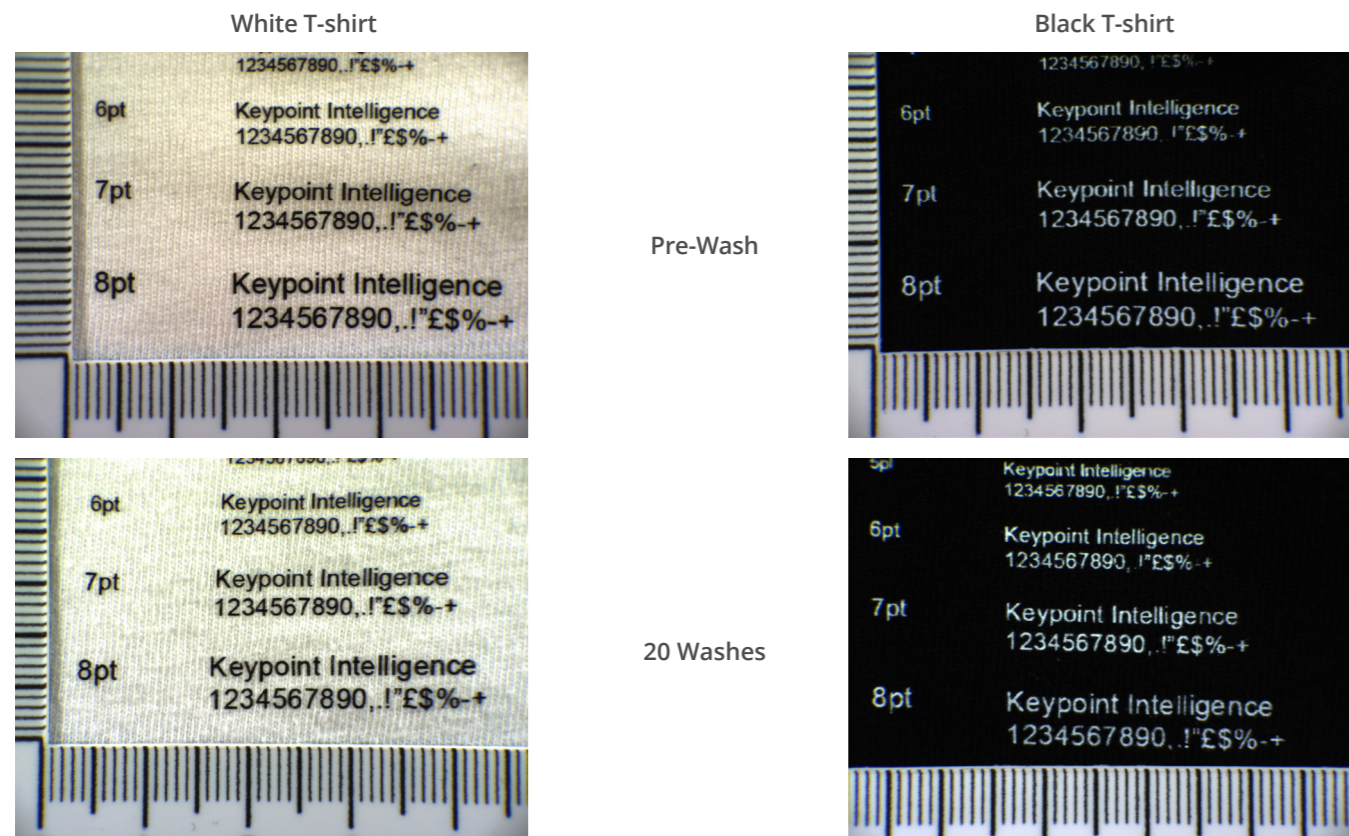 White T-shirt
Black T-shirt
1234567890,.!"£$%-+
6pt
Keypoint Intelligence
1234567890,.!"£$%-+
7pt
Keypoint Intelligence
1234567890,.!"£$%-+
8pt
Keypoint Intelligence
1234567890,.!"£$%-+
1234567890, !"£$%-+
6pt
Keypoint Intelligence
1234567890, .!"£$%-+
7pt
Keypoint Intelligence
1234567890,.!"£$%-+
8pt
Keypoint Intelligence
1234567890,.!"£$%-+
Pre-Wash
6pt
Keypoint Intelligence
1234567890,.!"£$%-+
7pt
Keypoint Intelligence
1234567890,.!"£$%-+
8pt
Keypoint Intelligence
1234567890,.!"£$%-+
5pt
Keypoint Intelligence
1234567890,.!"£$%-+
6pt
Keypoint Intelligence
1234567890,.!"£$%-+
7pt
Keypoint Intelligence
1234567890,.!"£$%-+
8pt
Keypoint Intelligence
1234567890,.!"£$%-+
20 Washes